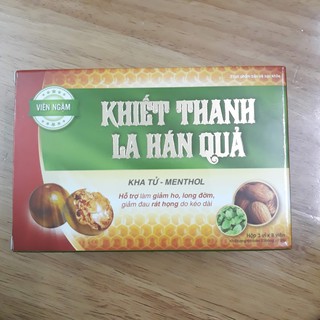 VIÊN NGẬM
KHIẾT THANH
LA HÁN QUẢ
KHA TỬ - MENTHOL
Hỗ trợ làm giảm ho, long đờm,
giảm đau rát họng do kéo dài